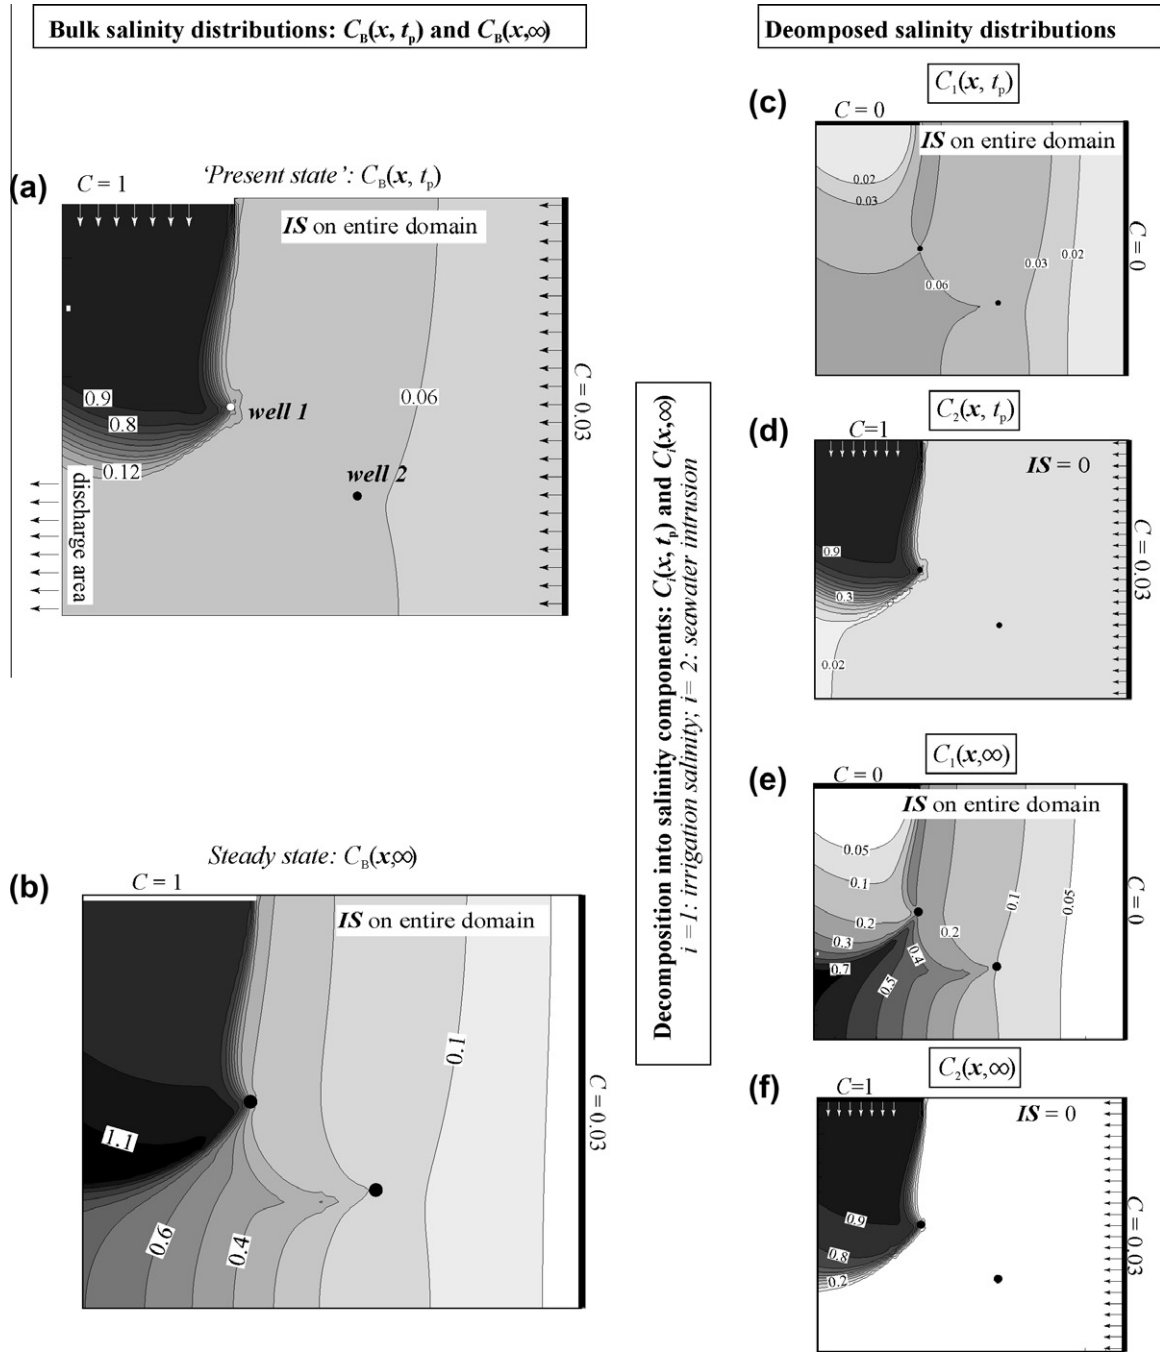 Bulk salinity distributions: C_B(x, t_p) and C_B(x,∞)
(a)
'Present state': C_B(x, t_p)
C = 1
IS on entire domain
0.9
0.8
0.12
well 1
0.06
well 2
C = 0.03
discharge area
(b)
Steady state: C_B(x,∞)
C = 1
IS on entire domain
1.1
0.6
0.4
0.1
C = 0.03
Decomposition into salinity components: C_i(x, t_p) and C_i(x,∞)
i = 1: irrigation salinity; i = 2: seawater intrusion
Decomposed salinity distributions
(c)
C_1(x, t_p)
C = 0
IS on entire domain
0.02
0.03
0.06
0.03
0.02
C = 0
(d)
C_2(x, t_p)
C=1
IS = 0
0.9
0.3
0.02
C = 0.03
(e)
C_1(x,∞)
C = 0
IS on entire domain
0.05
0.1
0.2
0.3
0.7
0.5
0.4
0.2
0.1
0.05
C = 0
(f)
C_2(x,∞)
C=1
IS = 0
0.9
0.8
0.2
C = 0.03